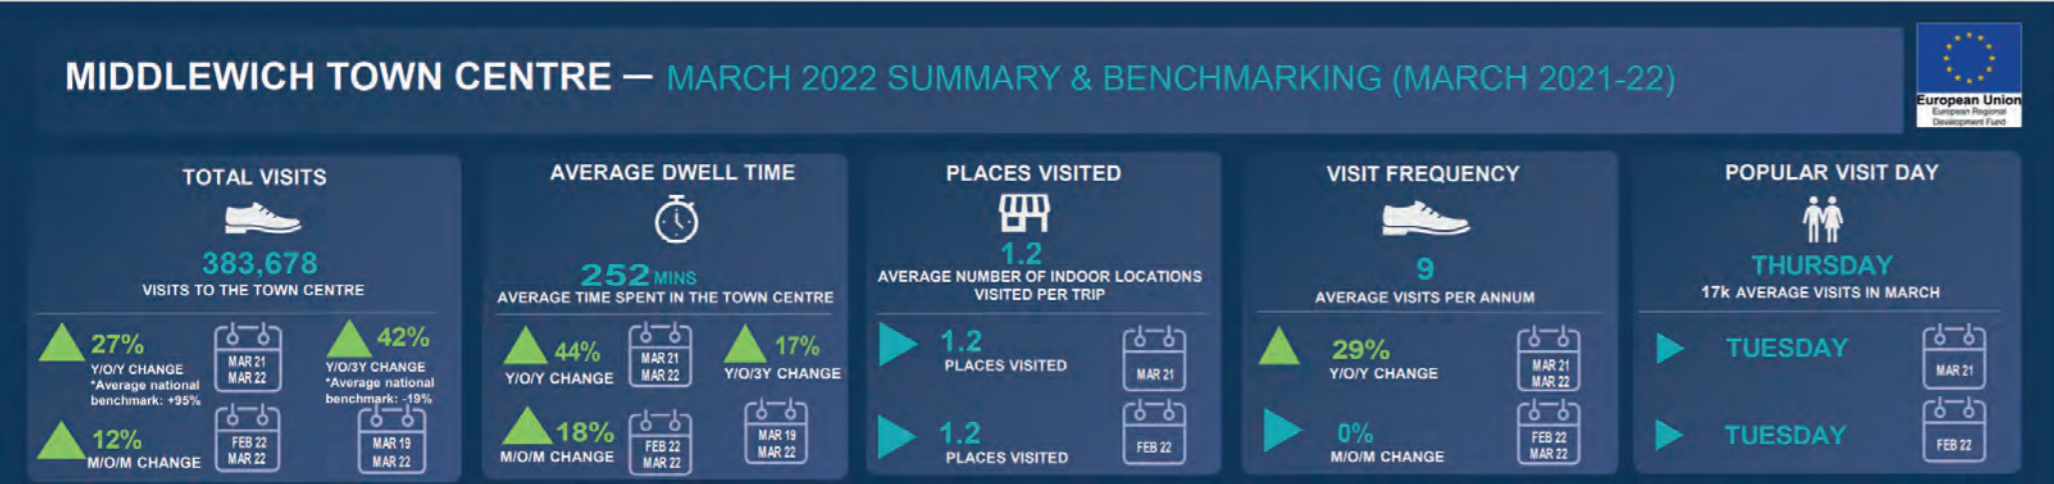 MIDDLEWICH TOWN CENTRE — MARCH 2022 SUMMARY & BENCHMARKING (MARCH 2021-22)
European Union
European Regional
Development Fund
TOTAL VISITS
383,678
VISITS TO THE TOWN CENTRE
27%
Y/O/Y CHANGE
*Average national
benchmark: +95%
MAR 21
MAR 22
42%
Y/O/3Y CHANGE
*Average national
benchmark: -19%
12%
M/O/M CHANGE
FEB 22
MAR 22
MAR 19
MAR 22
AVERAGE DWELL TIME
252 MINS
AVERAGE TIME SPENT IN THE TOWN CENTRE
44%
Y/O/Y CHANGE
MAR 21
MAR 22
17%
Y/O/3Y CHANGE
18%
M/O/M CHANGE
FEB 22
MAR 22
MAR 19
MAR 22
PLACES VISITED
1.2
AVERAGE NUMBER OF INDOOR LOCATIONS
VISITED PER TRIP
1.2
PLACES VISITED
MAR 21
1.2
PLACES VISITED
FEB 22
VISIT FREQUENCY
9
AVERAGE VISITS PER ANNUM
29%
Y/O/Y CHANGE
MAR 21
MAR 22
0%
M/O/M CHANGE
FEB 22
MAR 22
POPULAR VISIT DAY
THURSDAY
17k AVERAGE VISITS IN MARCH
TUESDAY
MAR 21
TUESDAY
FEB 22